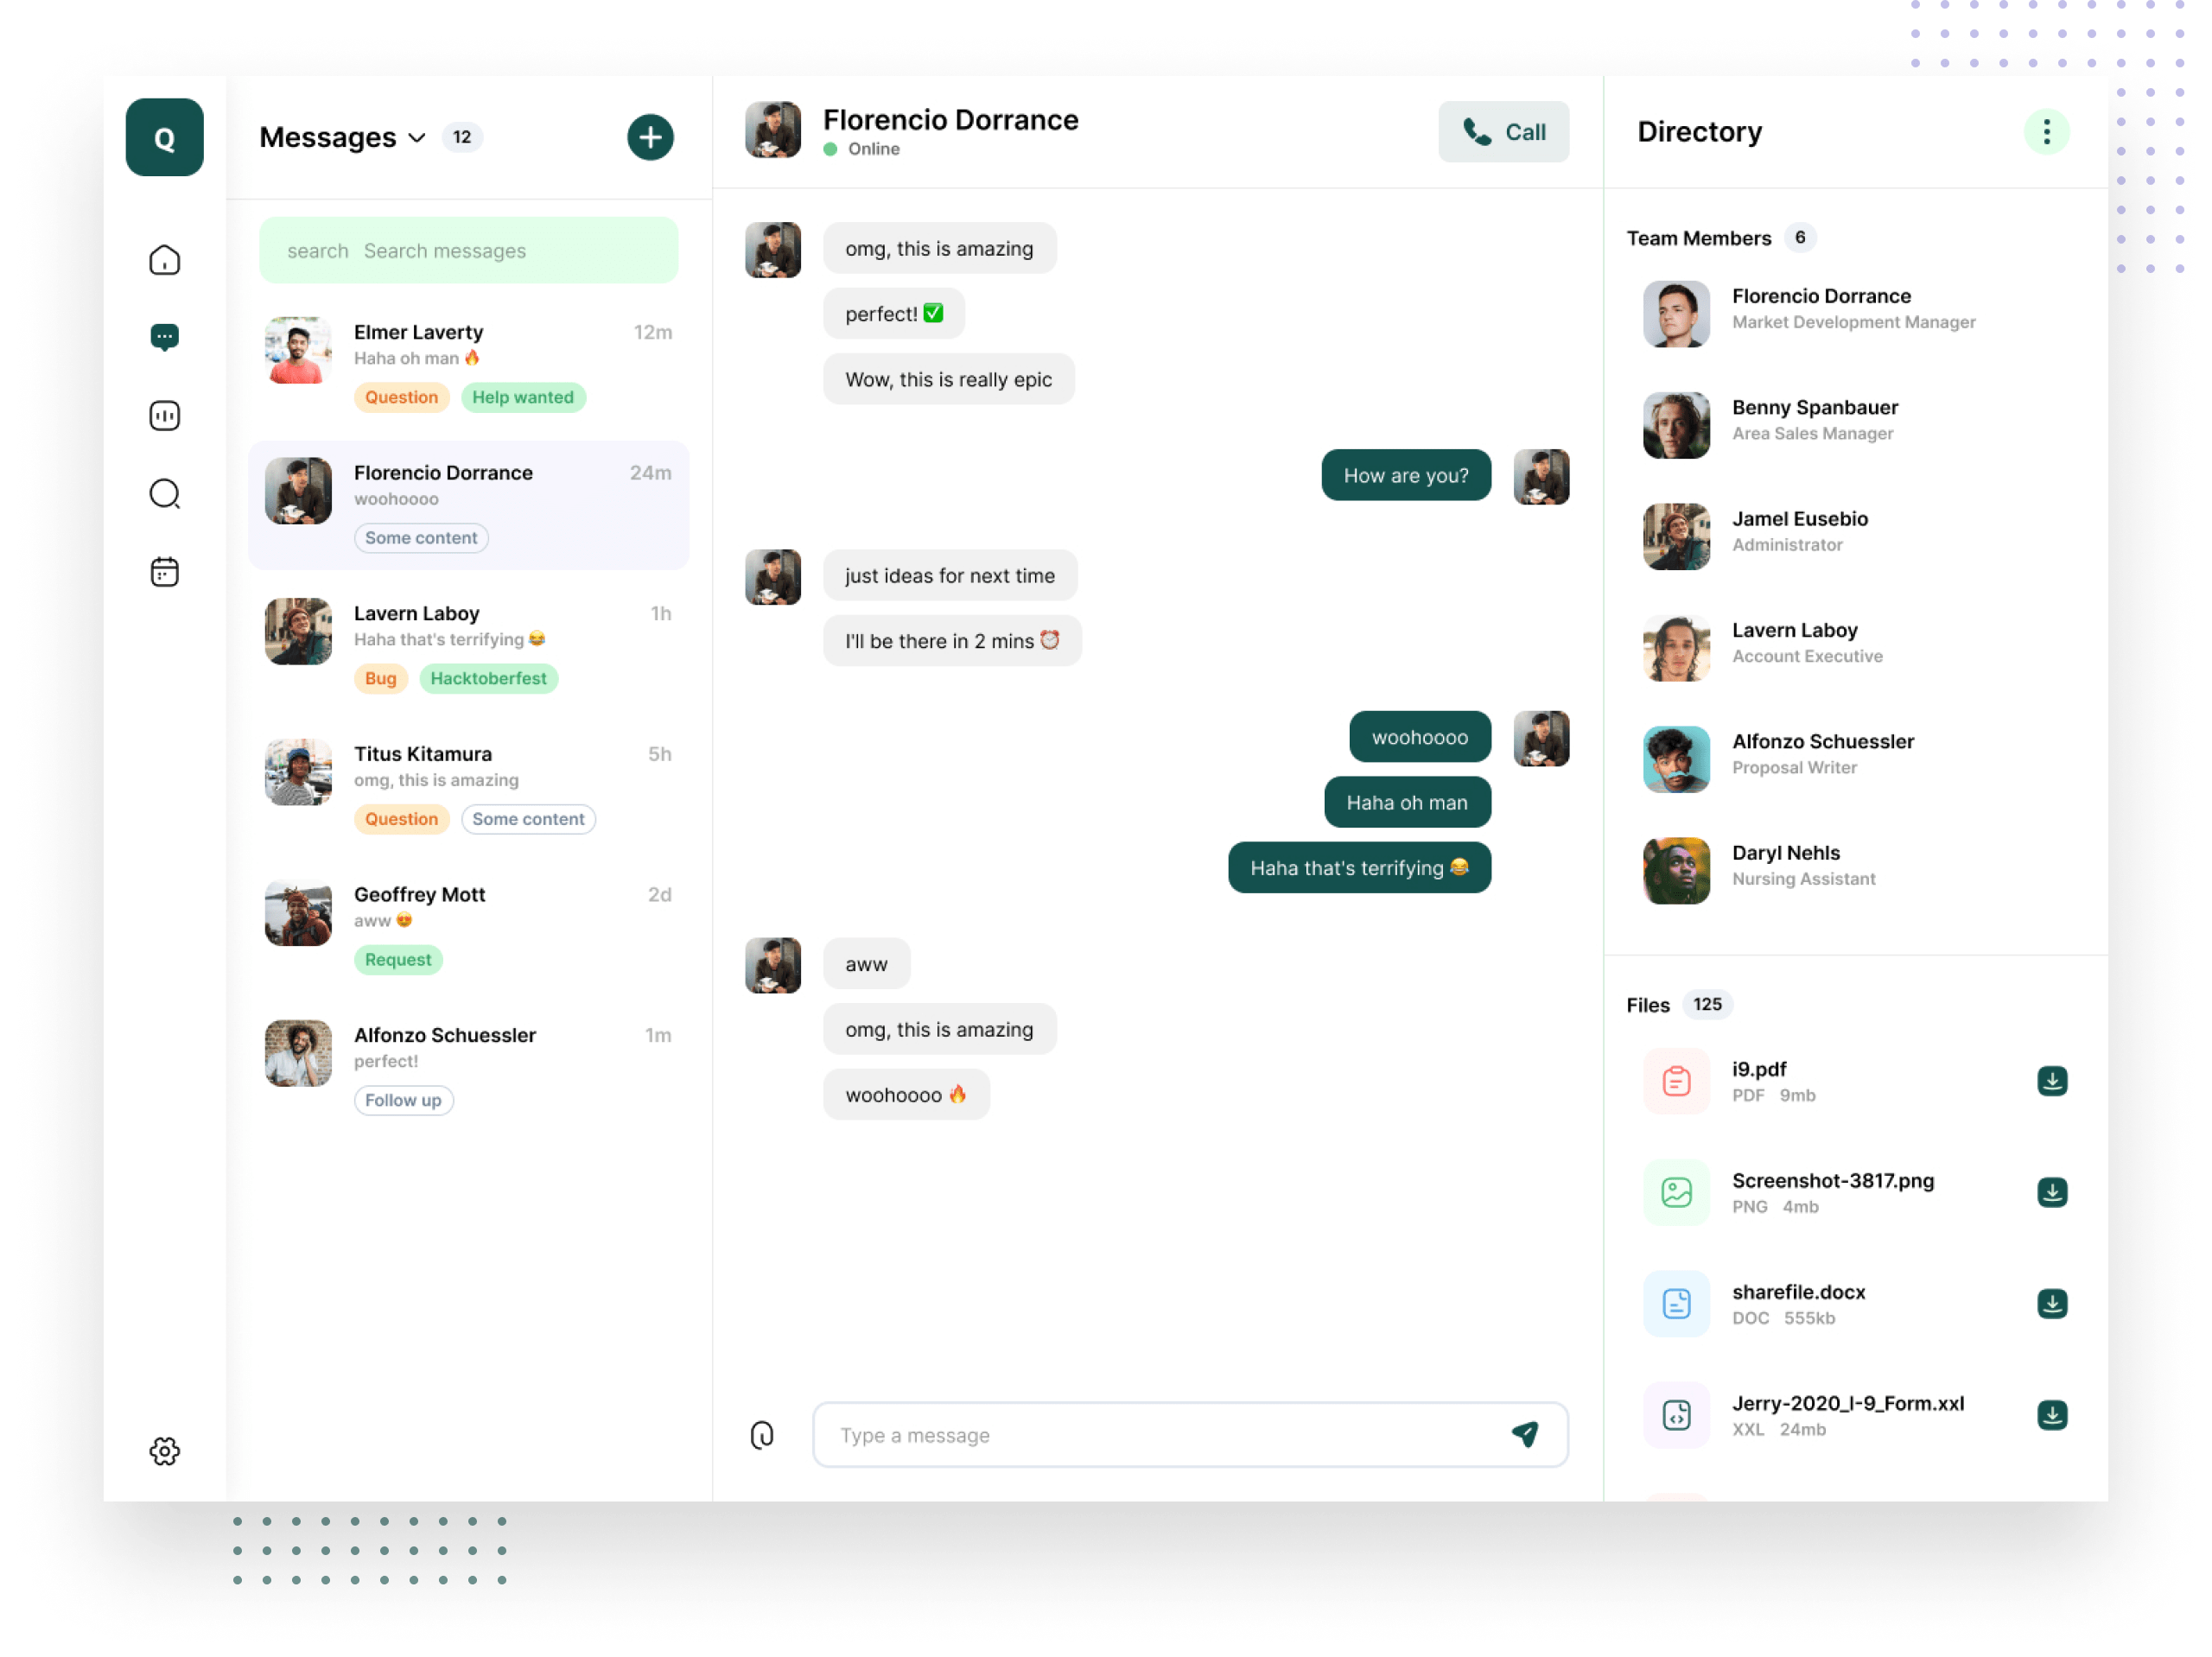 Q
Messages 12
search Search messages
Elmer Laverty 12m
Haha oh man 🔥
Question Help wanted
Florencio Dorrance 24m
woohoooo
Some content
Lavern Laboy 1h
Haha that's terrifying 😂
Bug Hacktoberfest
Titus Kitamura 5h
omg, this is amazing
Question Some content
Geoffrey Mott 2d
aww 😍
Request
Alfonzo Schuessler 1m
perfect!
Follow up
Florencio Dorrance
Online
Call
omg, this is amazing
perfect! ✅
Wow, this is really epic
How are you?
just ideas for next time
I'll be there in 2 mins ⏰
woohoooo
Haha oh man
Haha that's terrifying 😂
aww
omg, this is amazing
woohoooo 🔥
Type a message
Directory
Team Members 6
Florencio Dorrance
Market Development Manager
Benny Spanbauer
Area Sales Manager
Jamel Eusebio
Administrator
Lavern Laboy
Account Executive
Alfonzo Schuessler
Proposal Writer
Daryl Nehls
Nursing Assistant
Files 125
i9.pdf
PDF 9mb
Screenshot-3817.png
PNG 4mb
sharefile.docx
DOC 555kb
Jerry-2020_I-9_Form.xxl
XXL 24mb